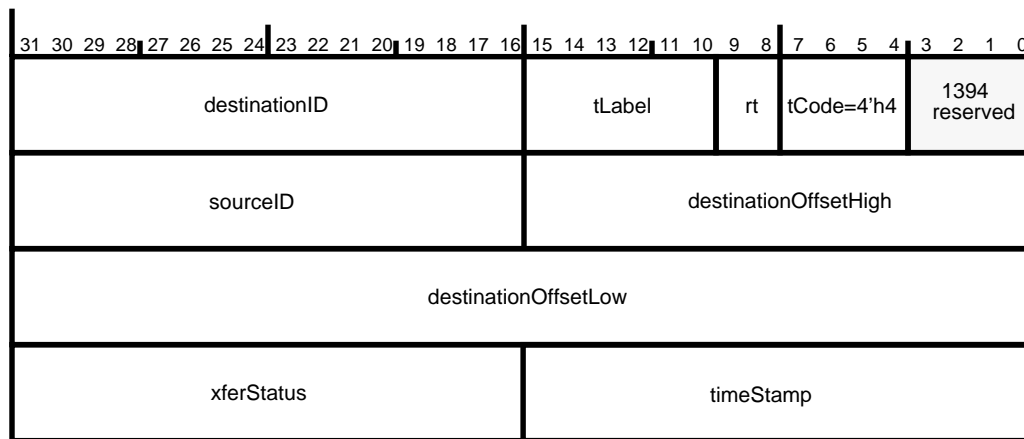 31 30 29 28 27 26 25 24 23 22 21 20 19 18 17 16 15 14 13 12 11 10 9 8 7 6 5 4 3 2 1 0
destinationID tLabel rt tCode=4’h4 1394
reserved
sourceID destinationOffsetHigh
destinationOffsetLow
xferStatus timeStamp